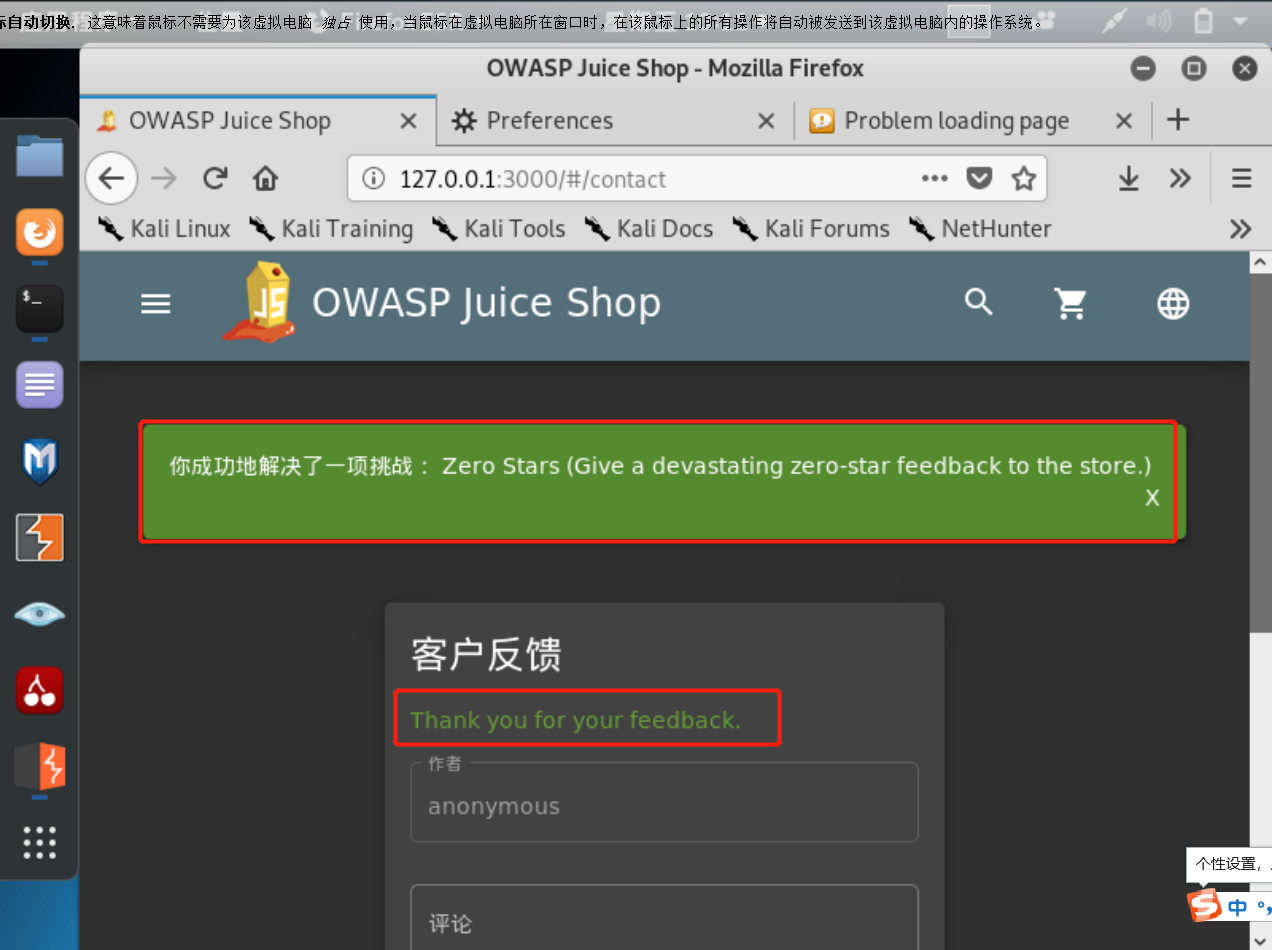 标自动切换. 这意味着鼠标不需要为该虚拟电脑 独占 使用，当鼠标在虚拟电脑所在窗口时，在该鼠标上的所有操作将自动被发送到该虚拟电脑内的操作系统。
OWASP Juice Shop - Mozilla Firefox
OWASP Juice Shop
Preferences
Problem loading page
127.0.0.1:3000/#/contact
Kali Linux
Kali Training
Kali Tools
Kali Docs
Kali Forums
NetHunter
JS
OWASP Juice Shop
$_
你成功地解决了一项挑战： Zero Stars (Give a devastating zero-star feedback to the store.)
X
客户反馈
Thank you for your feedback.
作者
anonymous
评论
个性设置，
S
中 °，